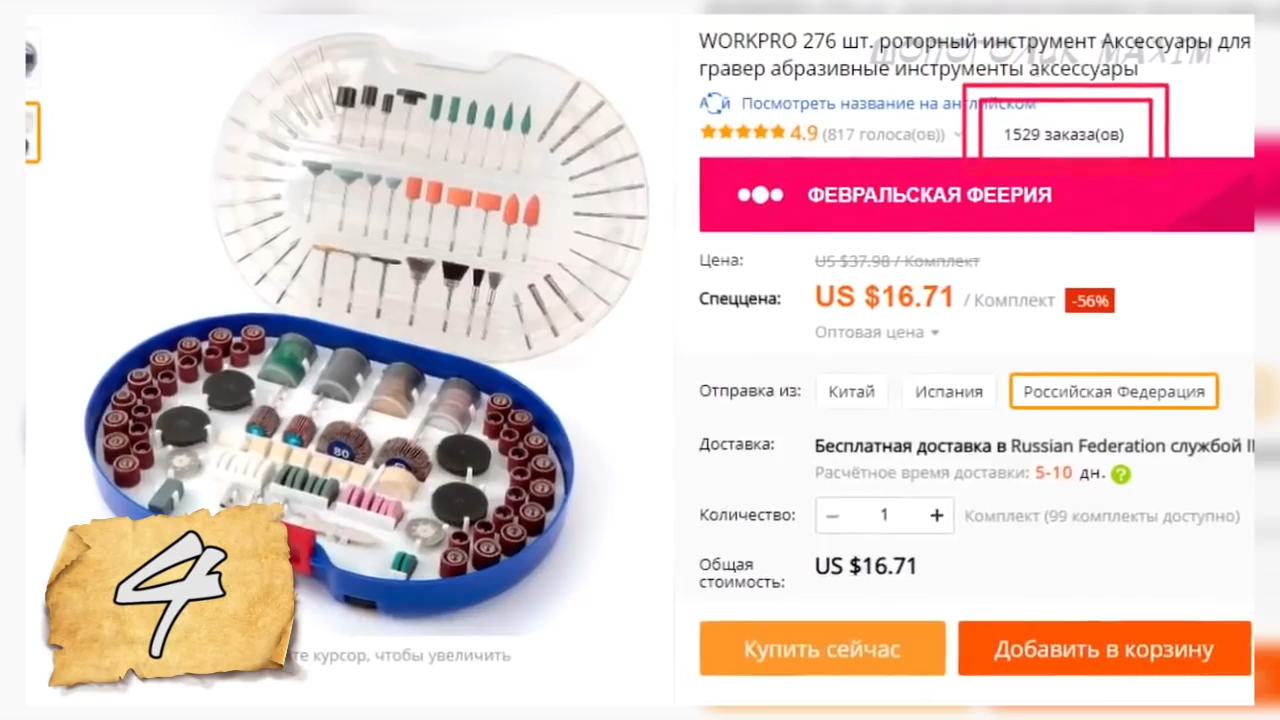 WORKPRO 276 шт. роторный инструмент Аксессуары для
гравер абразивные инструменты аксессуары
ШОПОГОЛИК MAXIM
Посмотреть название на английском
4.9 (817 голоса(ов)) 1529 заказа(ов)
ФЕВРАЛЬСКАЯ ФЕЕРИЯ
Цена: US $37.98 / Комплект
Спеццена: US $16.71 / Комплект -56%
Оптовая цена
Отправка из: Китай Испания Российская Федерация
Доставка: Бесплатная доставка в Russian Federation службой
Расчётное время доставки: 5-10 дн. ?
Количество: − 1 + Комплект (99 комплекты доступно)
Общая
стоимость: US $16.71
Купить сейчас Добавить в корзину
80
4
курсор, чтобы увеличить